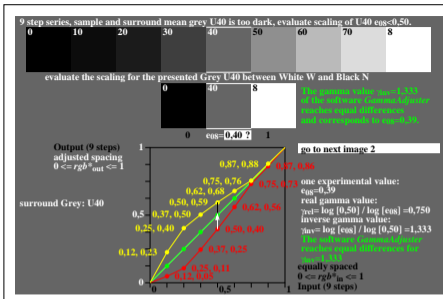 9 step series, sample and surround mean grey U40 is too dark, evaluate scaling of U40 e0S<0,50.
0 10 20 30 40 50 60 70 8
evaluate the scaling for the presented Grey U40 between White W and Black N
0 40 8
The gamma value γinv=1,333
of the software GammaAdjuster
reaches equal differences
and corresponds to e0S=0.39.
0 e0S= 0,40 ? 1
Output (9 steps)
adjusted spacing
0 <= rgb*out <= 1
go to next image 2
surround Grey: U40
1
0,5
0
0,87, 0,88
0,75, 0,76
0,62, 0,68
0,50, 0,59
0,37, 0,50
0,25, 0,40
0,12, 0,23
0,87, 0,86
0,75, 0,73
0,62, 0,56
0,50, 0,40
0,37, 0,25
0,25, 0,11
0,12, 0,05
0 0,5 1
one experimental value:
e0S=0,39
real gamma value:
γrel= log [0,50] / log [e0S] =0,750
inverse gamma value:
γinv= log [e0S] / log [0,50] =1,333
The software GammaAdjuster
reaches equal differences for
γinv=1,333
equally spaced
0 <= rgb*in <= 1
Input (9 steps)